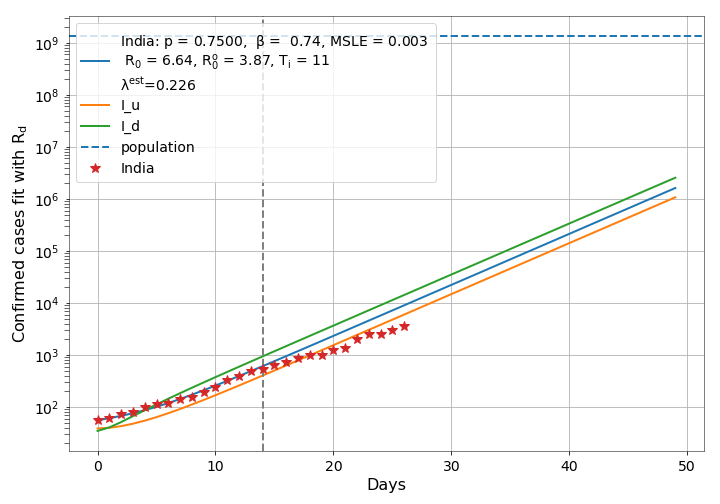 India: p = 0.7500,  β =  0.74, MSLE = 0.003
R₀ = 6.64, R₀⁰ = 3.87, Tᵢ = 11
λᵉˢᵗ=0.226
I_u
I_d
population
India
Confirmed cases fit with R_d
10⁹
10⁸
10⁷
10⁶
10⁵
10⁴
10³
10²
0 10 20 30 40 50
Days